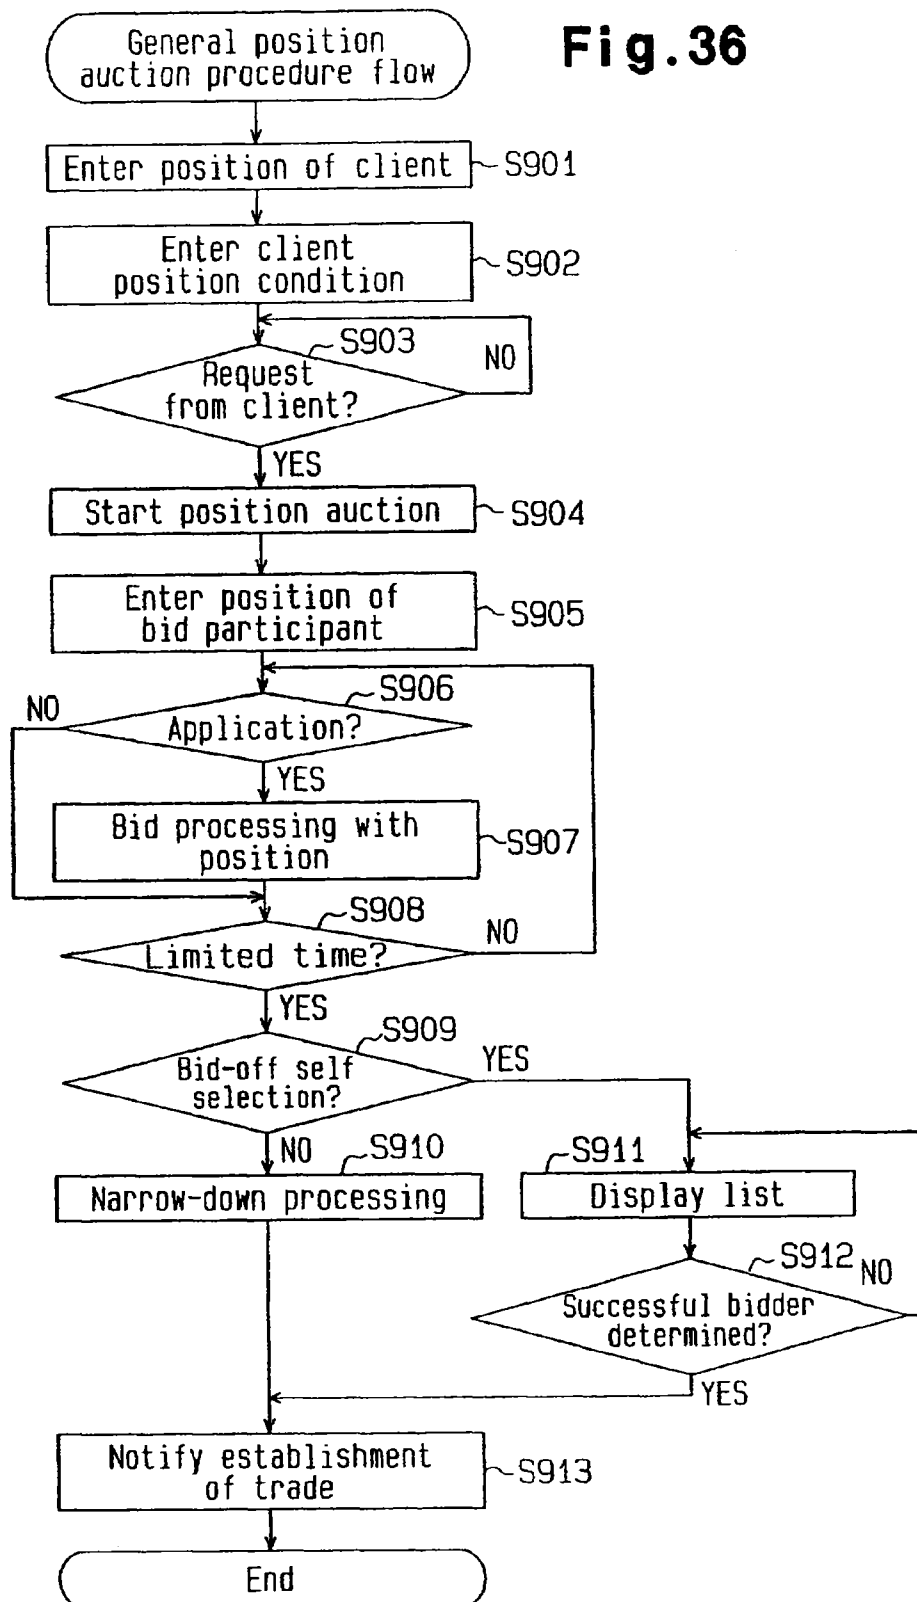 Fig.36
General position
auction procedure flow
Enter position of client
S901
Enter client
position condition
S902
S903
Request
from client?
NO
YES
Start position auction
S904
Enter position of
bid participant
S905
S906
NO
Application?
YES
Bid processing with
position
S907
S908
Limited time?
NO
YES
S909
Bid-off self
selection?
YES
NO
S910
Narrow-down processing
S911
Display list
S912
NO
Successful bidder
determined?
YES
Notify establishment
of trade
S913
End